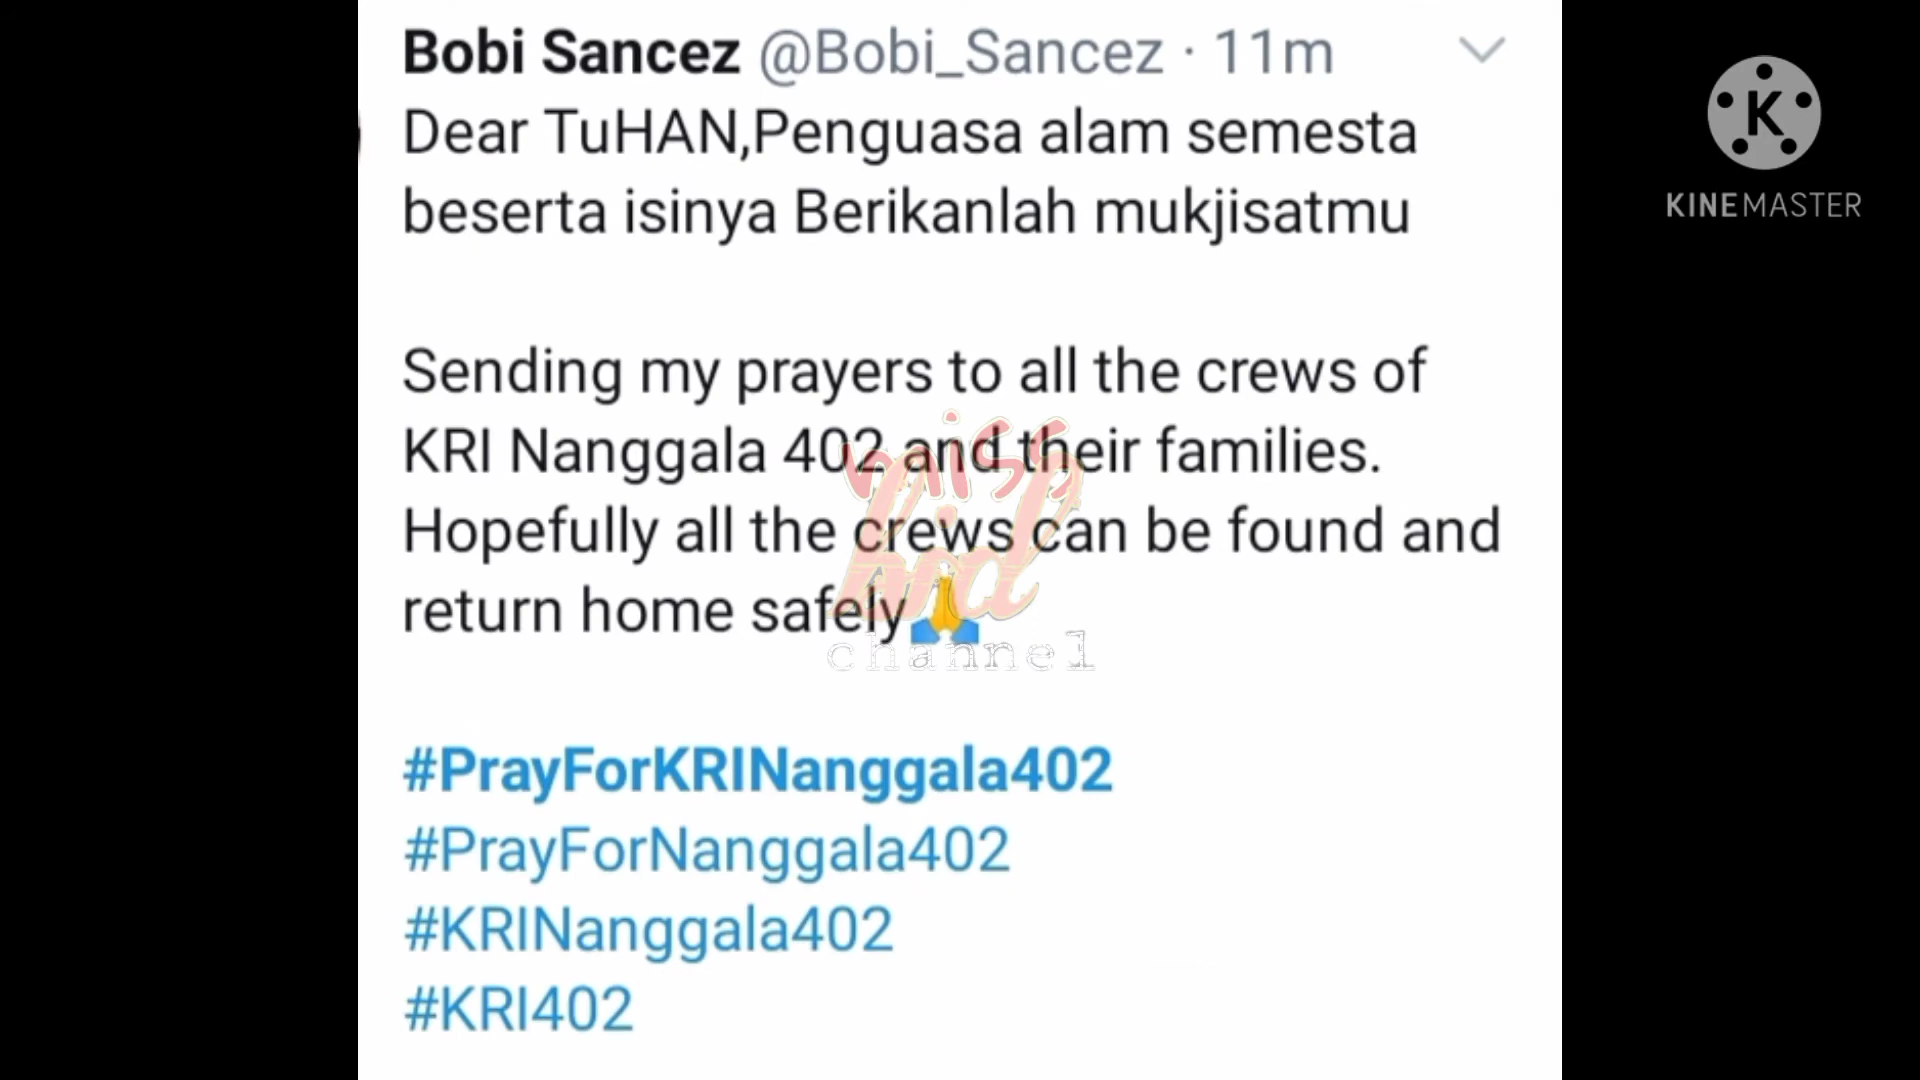 Bobi Sancez @Bobi_Sancez · 11m
Dear TuHAN,Penguasa alam semesta
beserta isinya Berikanlah mukjisatmu
Sending my prayers to all the crews of
KRI Nanggala 402 and their families.
Hopefully all the crews can be found and
return home safely🙏
#PrayForKRINanggala402
#PrayForNanggala402
#KRINanggala402
#KRI402
K
KINEMASTER
miss
channel